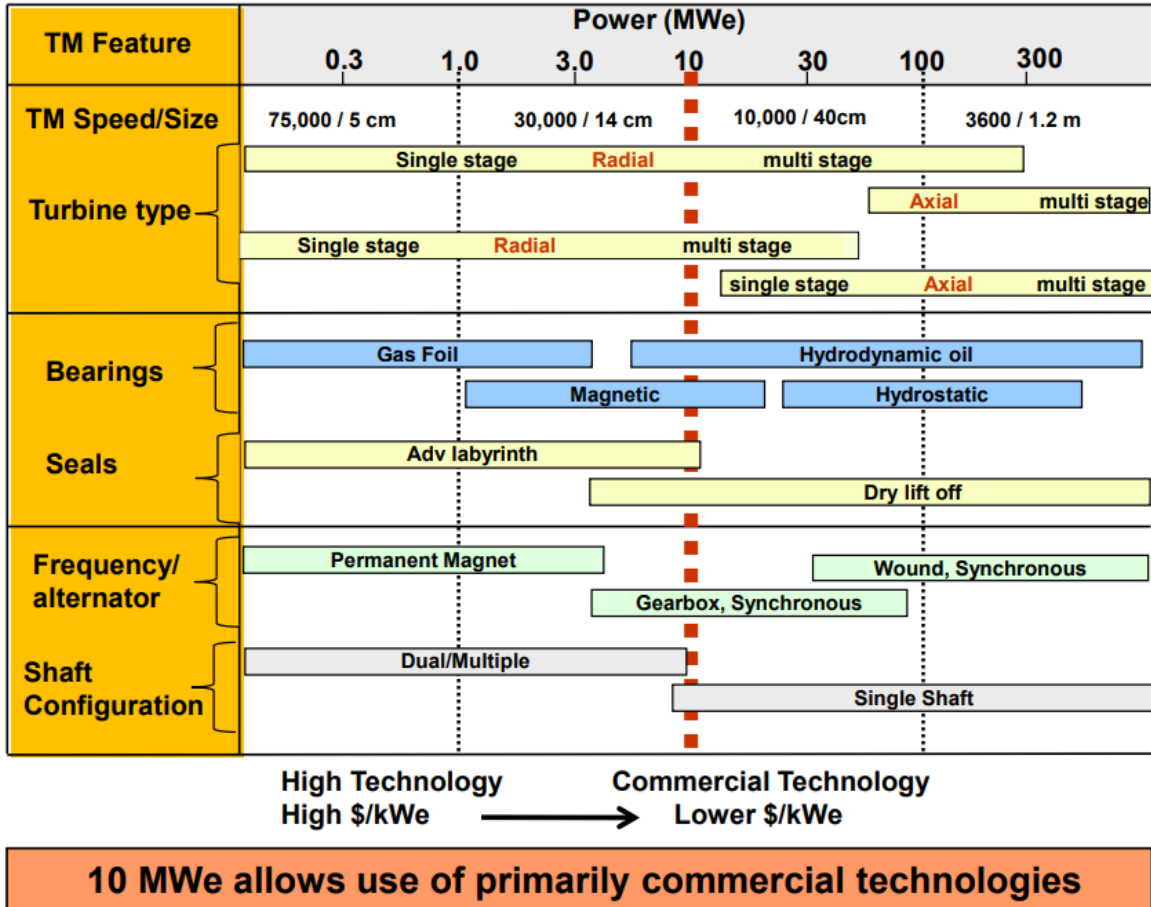 TM Feature
Power (MWe)
0.3 1.0 3.0 10 30 100 300
TM Speed/Size
75,000 / 5 cm 30,000 / 14 cm 10,000 / 40cm 3600 / 1.2 m
Turbine type
Single stage Radial multi stage
Axial multi stage
Single stage Radial multi stage
single stage Axial multi stage
Bearings
Gas Foil Hydrodynamic oil
Magnetic Hydrostatic
Seals
Adv labyrinth
Dry lift off
Frequency/
alternator
Permanent Magnet Wound, Synchronous
Gearbox, Synchronous
Shaft
Configuration
Dual/Multiple
Single Shaft
High Technology Commercial Technology
High $/kWe Lower $/kWe
10 MWe allows use of primarily commercial technologies